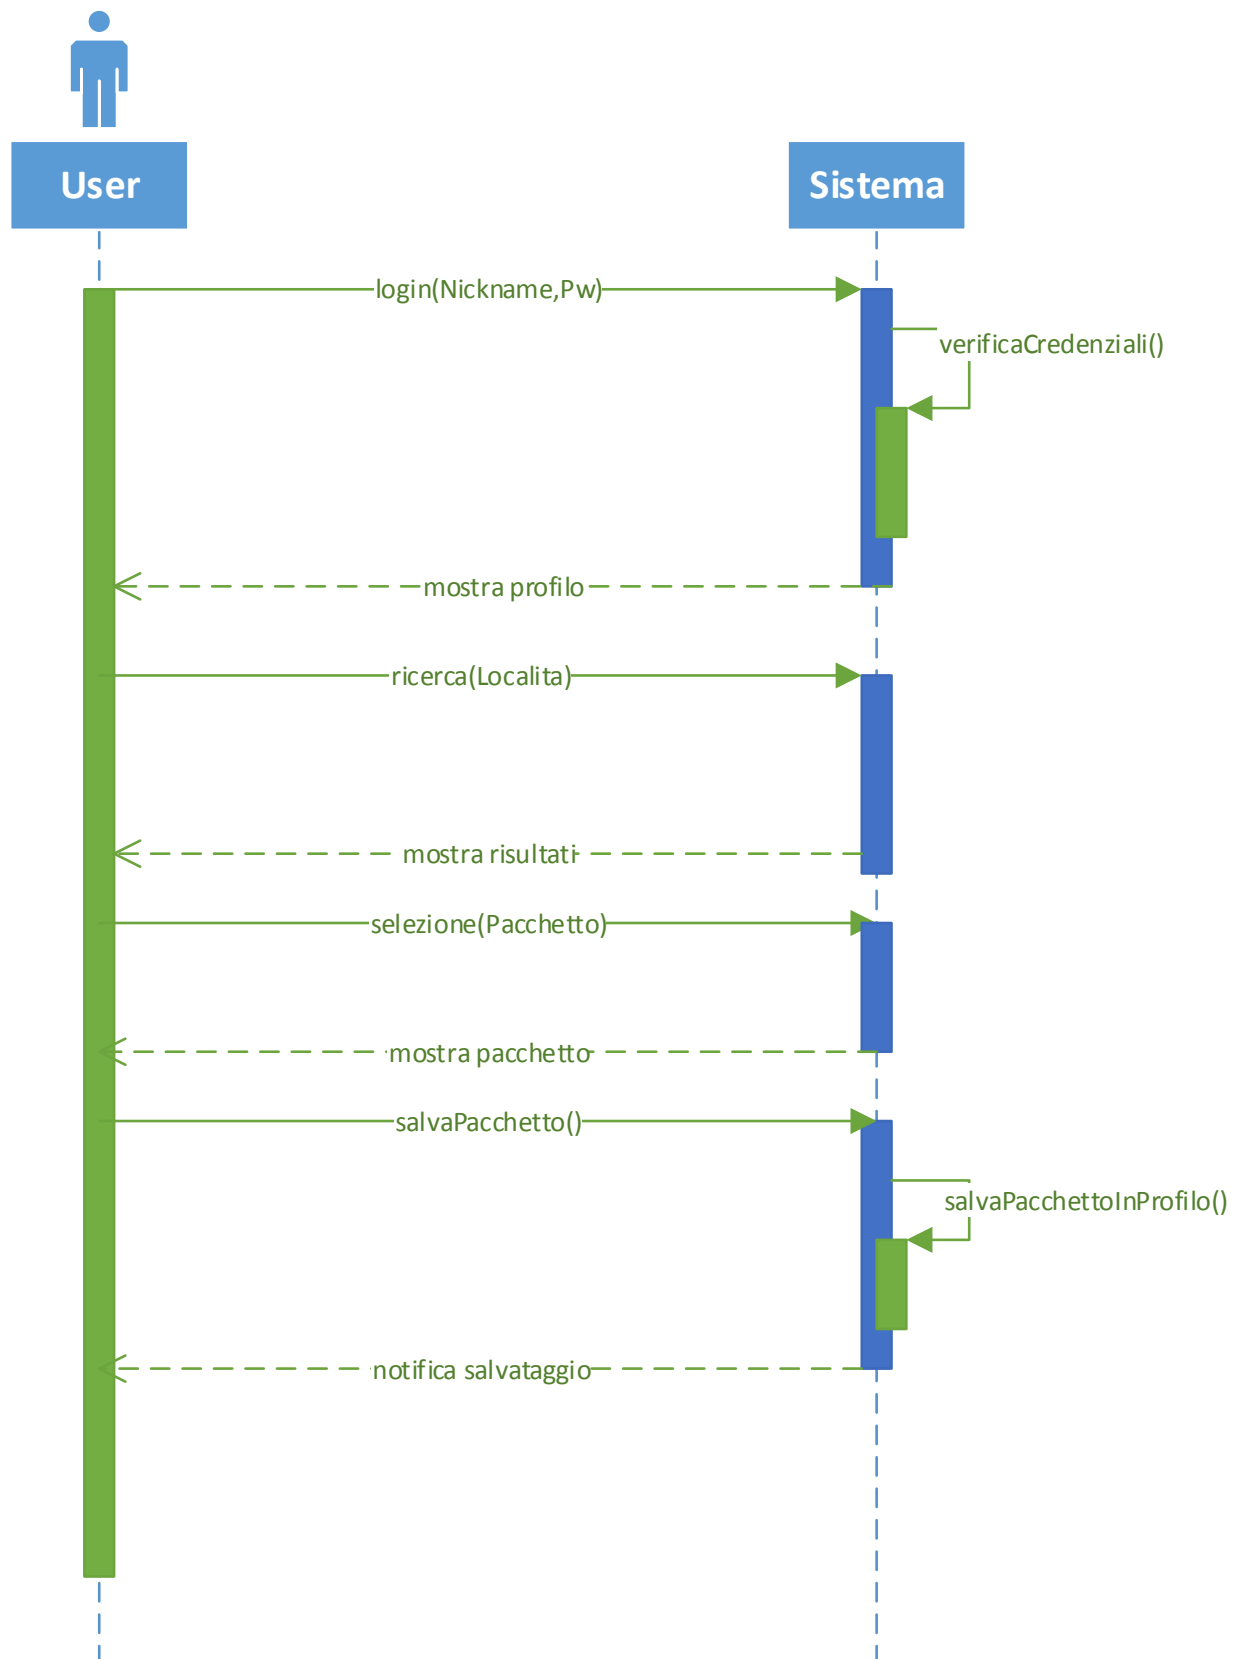 User
Sistema
login(Nickname,Pw)
verificaCredenziali()
mostra profilo
ricerca(Localita)
mostra risultati
selezione(Pacchetto)
mostra pacchetto
salvaPacchetto()
salvaPacchettoInProfilo()
notifica salvataggio